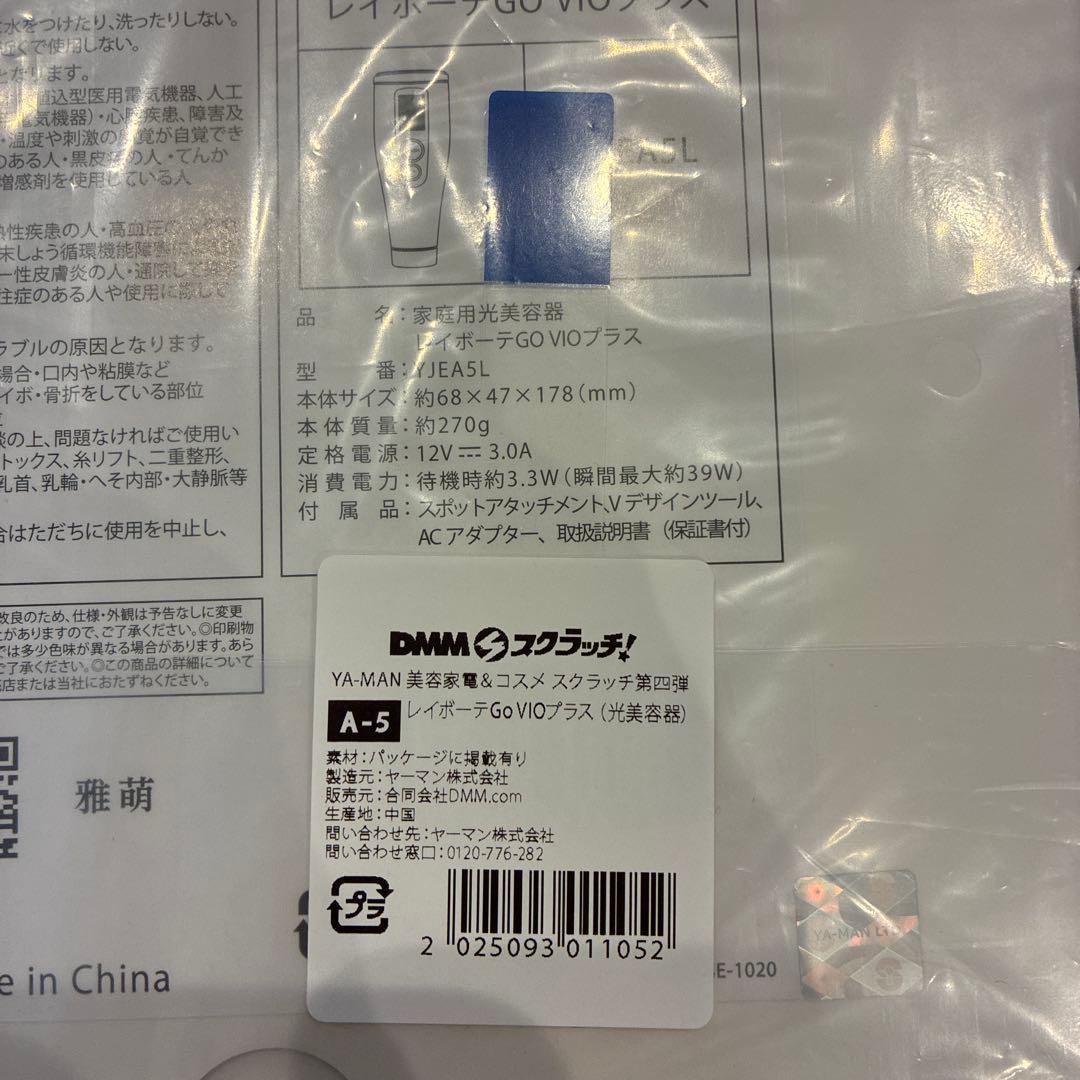 に水をつけたり、洗ったりしない。
近くで使用しない。
となります。
植込型医用電気機器、人工
電気機器)・心臓疾患、障害及
・温度や刺激の感覚が自覚でき
のある人・黒皮症の人・てんか
増感剤を使用している人
熱性疾患の人・高血圧
末しょう循環機能障害に
ー性皮膚炎の人・通院して
往症のある人や使用に際して
ラブルの原因となります。
場合・口内や粘膜など
イボ・骨折をしている部位
談の上、問題なければご使用い
トックス、糸リフト、二重整形、
乳首、乳輪・へそ内部・大静脈等
合はただちに使用を中止し、
改良のため、仕様・外観は予告なしに変更
がありますので、ご了承ください。◎印刷物
では多少色味が異なる場合があります。あら
ご了承ください。◎この商品の詳細について
店または当社におたずねください。
雅萌
e in China
レイボーテGO VIOプラス
EA5L
品名：家庭用光美容器
レイボーテGO VIOプラス
型番：YJEA5L
本体サイズ：約68×47×178(mm)
本体質量：約270g
定格電源：12V⎓3.0A
消費電力：待機時約3.3W(瞬間最大約39W)
付属品：スポットアタッチメント、Vデザインツール、
ACアダプター、取扱説明書(保証書付)
DMMスクラッチ!
YA-MAN 美容家電&コスメ スクラッチ第四弾
A-5 レイボーテGo VIOプラス(光美容器)
素材：パッケージに掲載有り
製造元：ヤーマン株式会社
販売元：合同会社DMM.com
生産地：中国
問い合わせ先：ヤーマン株式会社
問い合わせ窓口：0120-776-282
プラ
2 025093 011052
E-1020
YA-MAN LTD